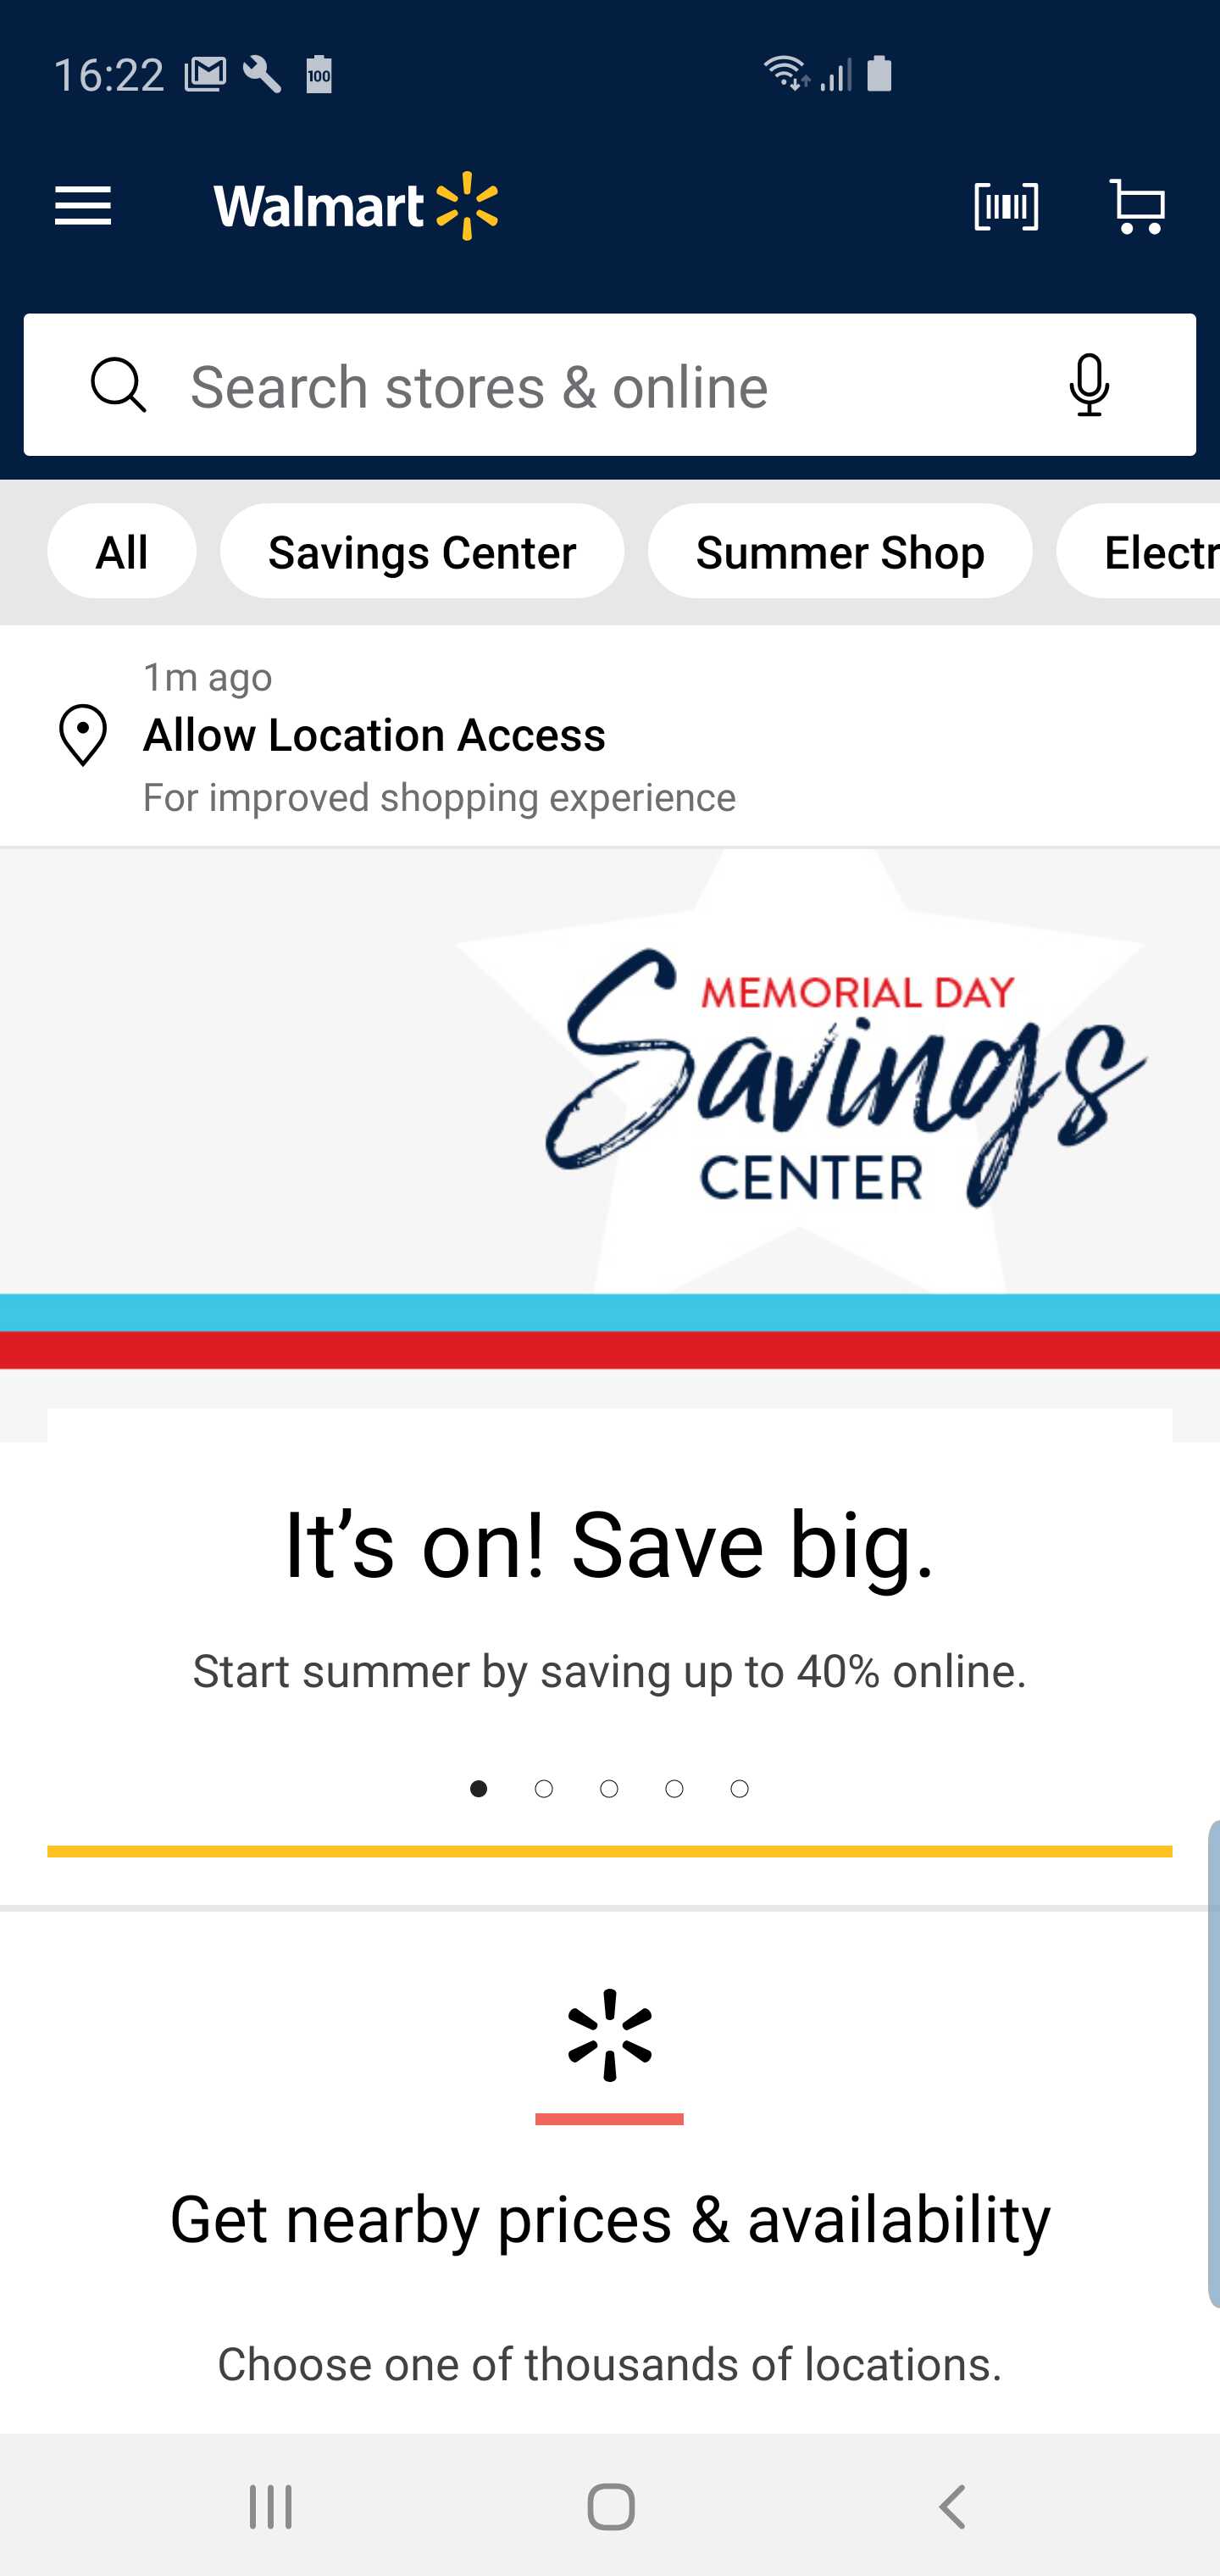 16:22
100
Walmart
Search stores & online
All
Savings Center
Summer Shop
Electr
1m ago
Allow Location Access
For improved shopping experience
MEMORIAL DAY
Savings
CENTER
It's on! Save big.
Start summer by saving up to 40% online.
Get nearby prices & availability
Choose one of thousands of locations.